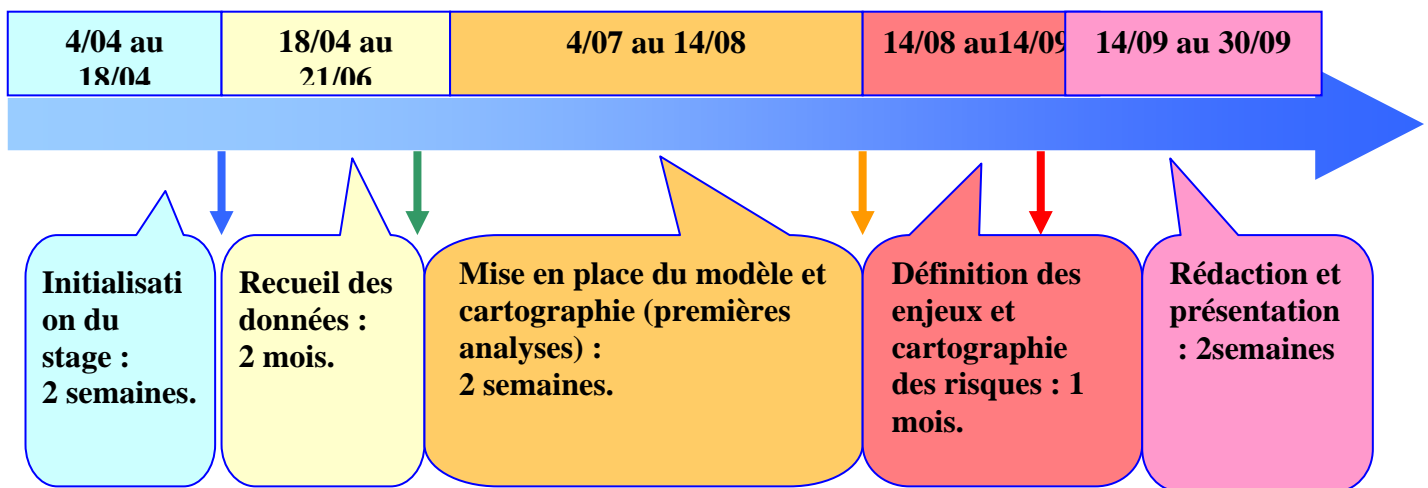 4/04 au
18/04
18/04 au
21/06
4/07 au 14/08
14/08 au14/09
14/09 au 30/09
Initialisati
on du
stage :
2 semaines.
Recueil des
données :
2 mois.
Mise en place du modèle et
cartographie (premières
analyses) :
2 semaines.
Définition des
enjeux et
cartographie
des risques : 1
mois.
Rédaction et
présentation
: 2semaines